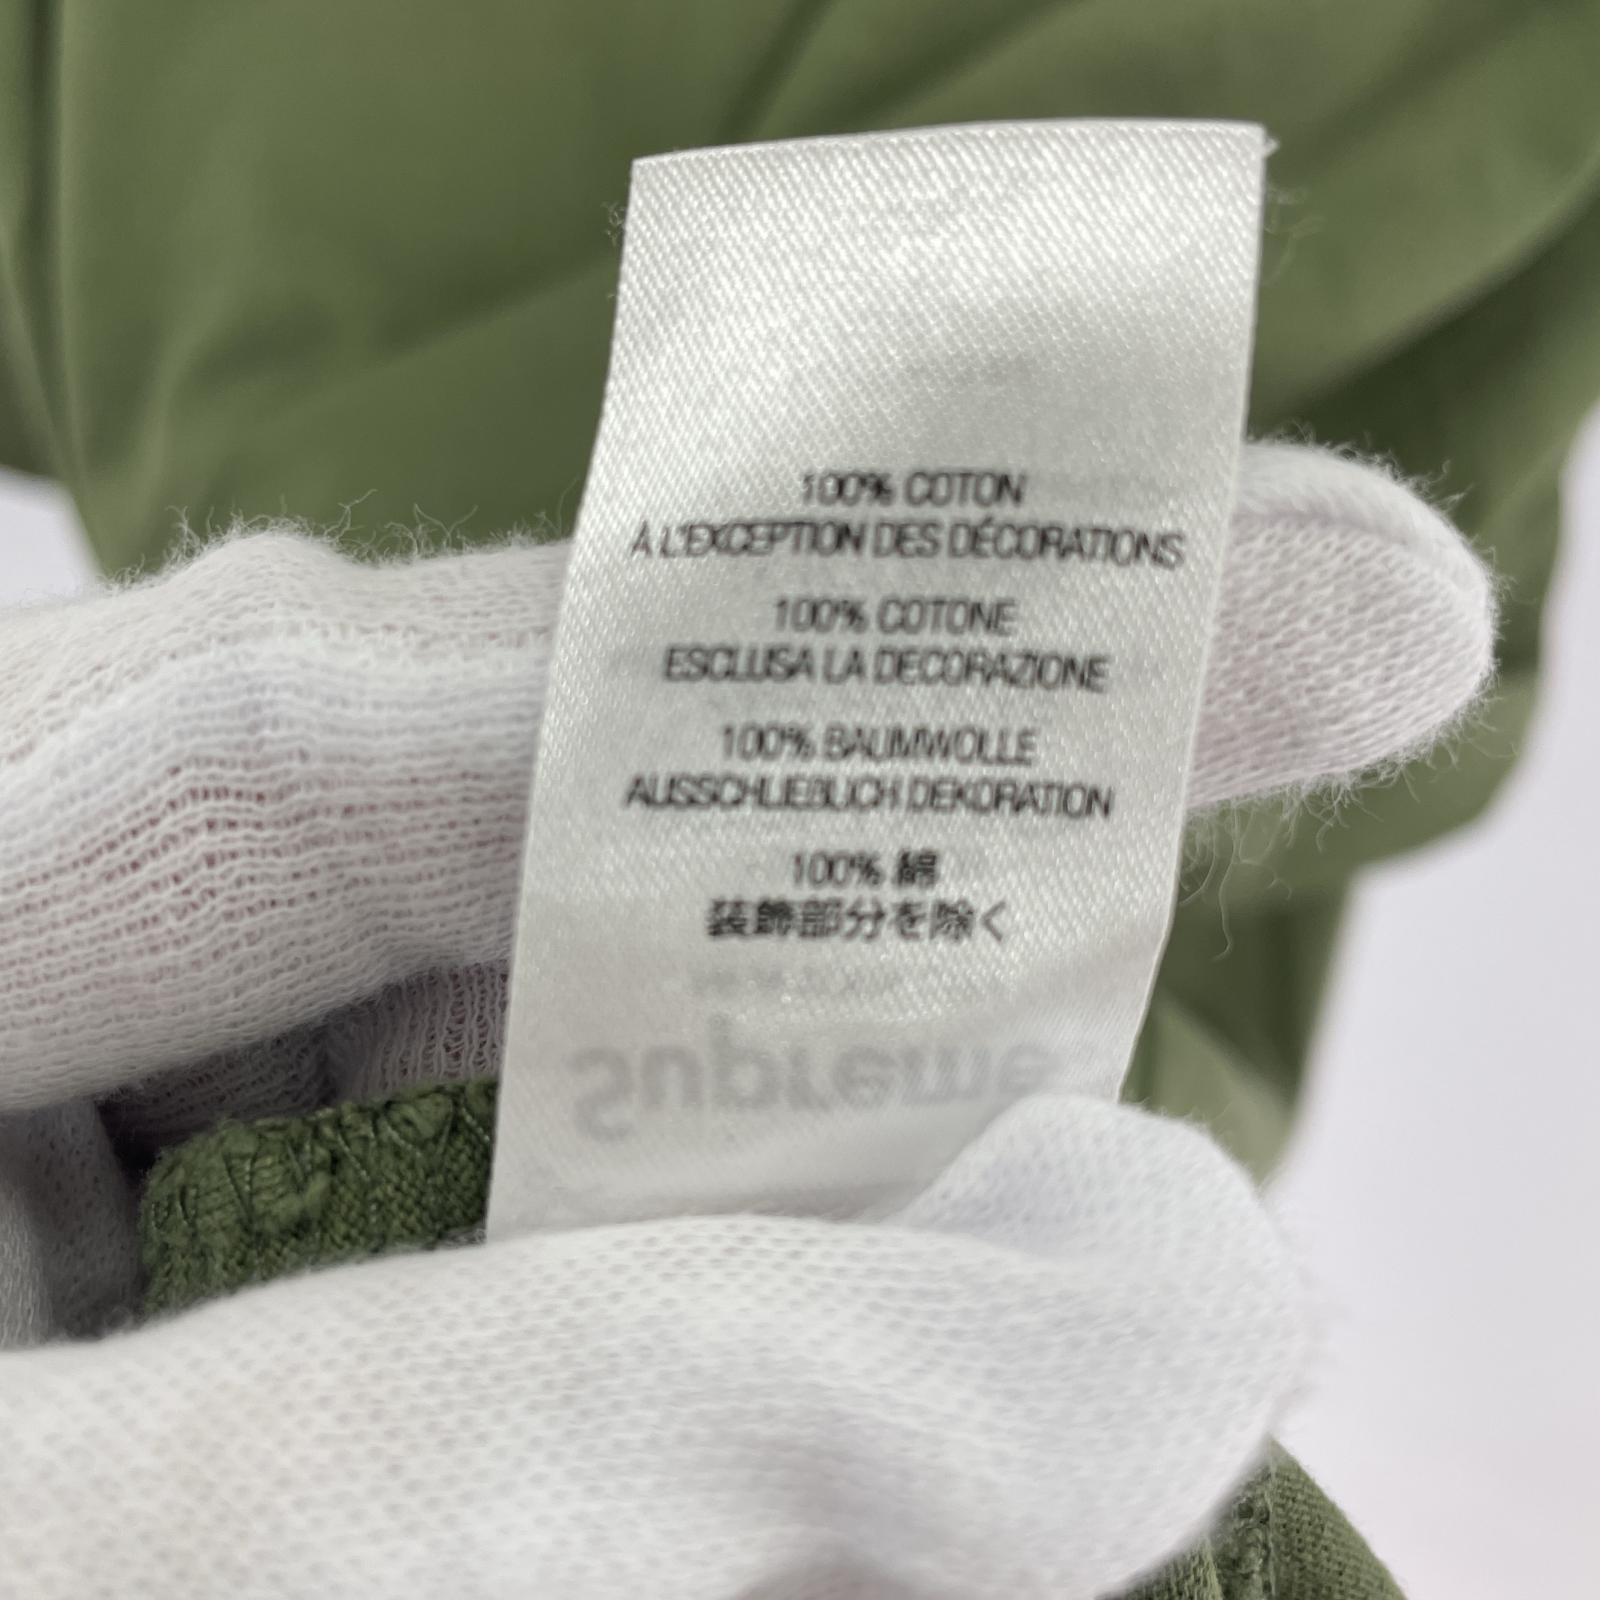 100% COTON
À L'EXCEPTION DES DÉCORATIONS
100% COTONE
ESCLUSA LA DECORAZIONE
100% BAUMWOLLE
AUSSCHLIEBLICH DEKORATION
100% 綿
装飾部分を除く
Supreme